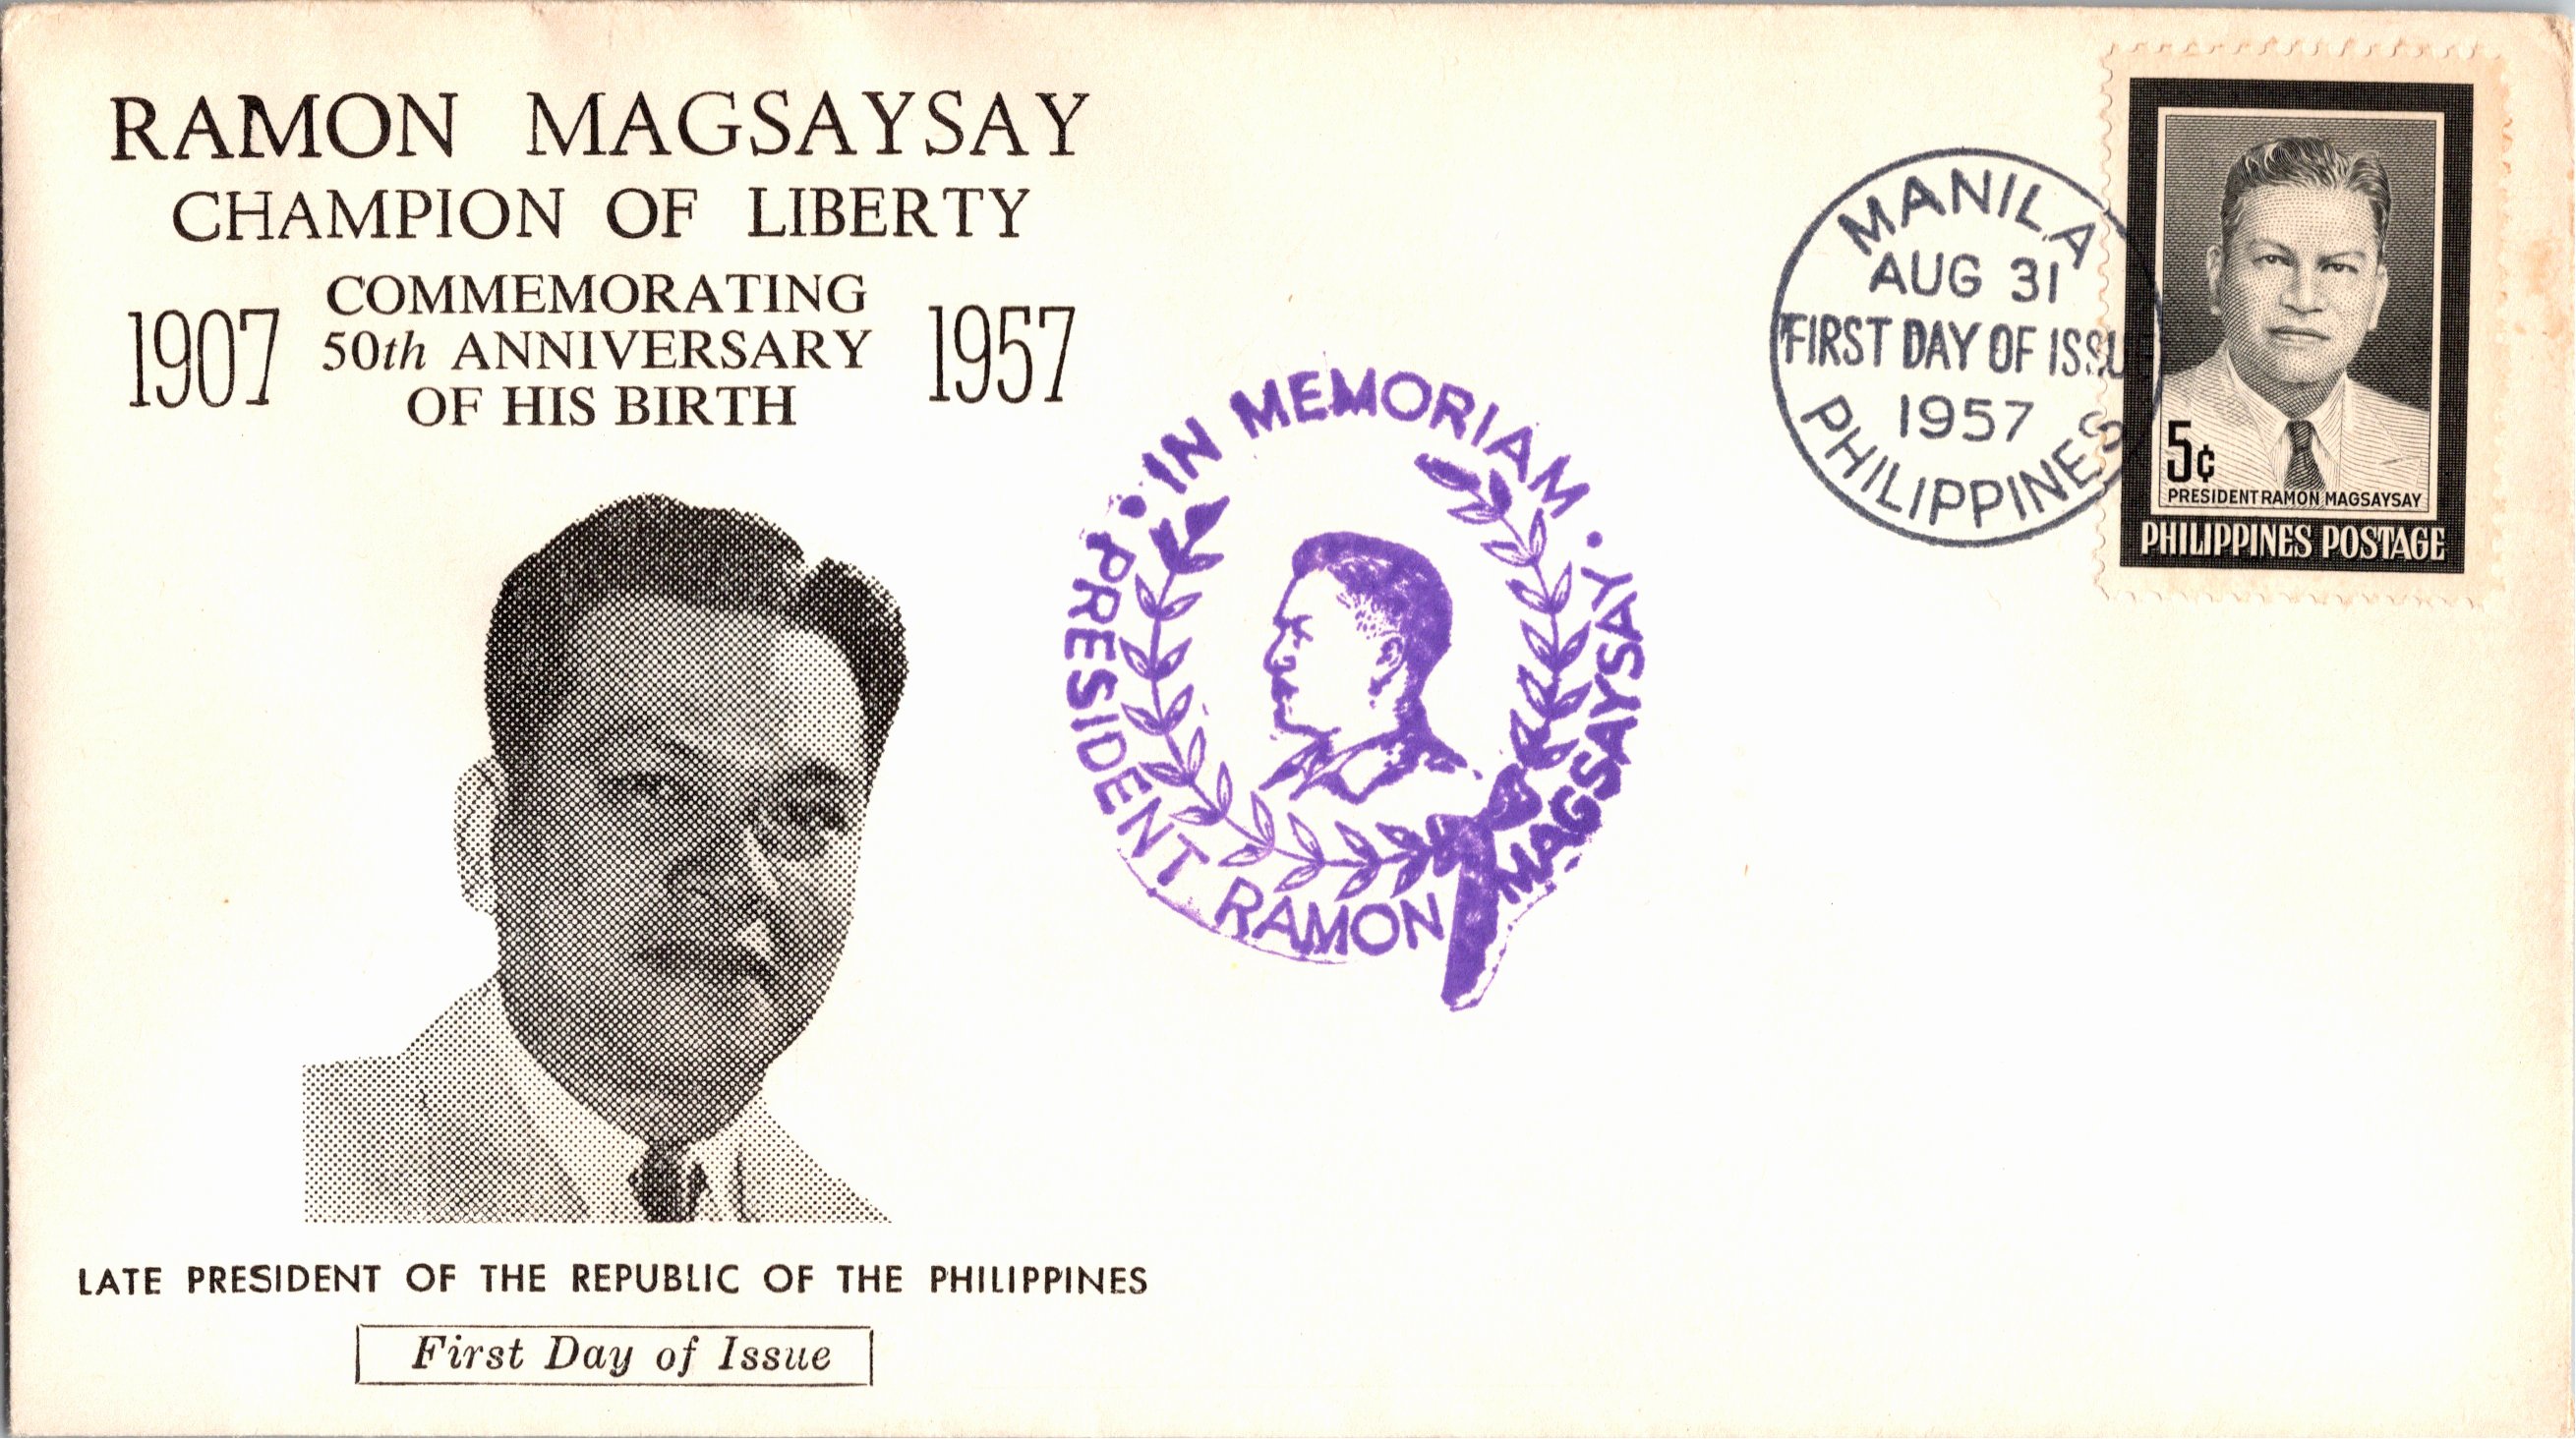 RAMON MAGSAYSAY
CHAMPION OF LIBERTY
1907 COMMEMORATING 1957
50th ANNIVERSARY
OF HIS BIRTH
LATE PRESIDENT OF THE REPUBLIC OF THE PHILIPPINES
First Day of Issue
• IN MEMORIAM •
PRESIDENT RAMON MAGSAYSAY
MANILA
AUG 31
FIRST DAY OF ISSU
1957
PHILIPPINES
5¢
PRESIDENT RAMON MAGSAYSAY
PHILIPPINES POSTAGE